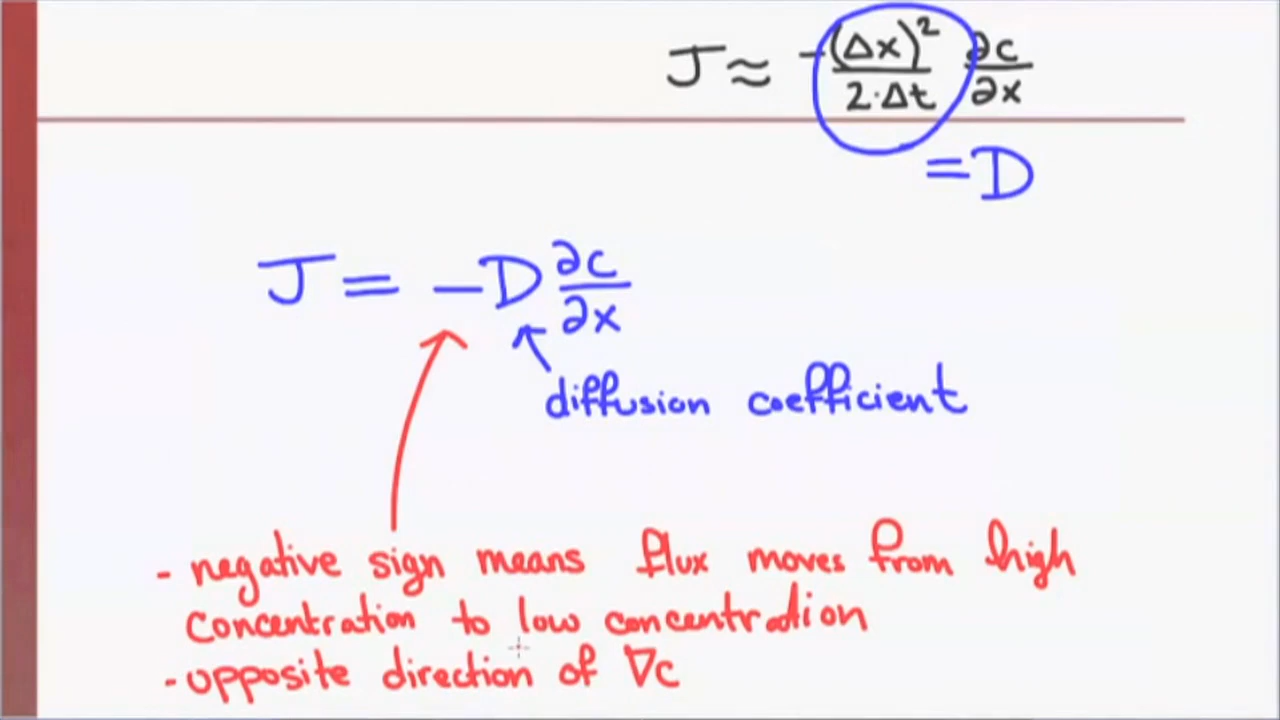 J ≈ -(Δx)²/2·Δt ∂c/∂x
= D
J = -D ∂c/∂x
diffusion coefficient
- negative sign means flux moves from high
concentration to low concentration
- opposite direction of ∇c